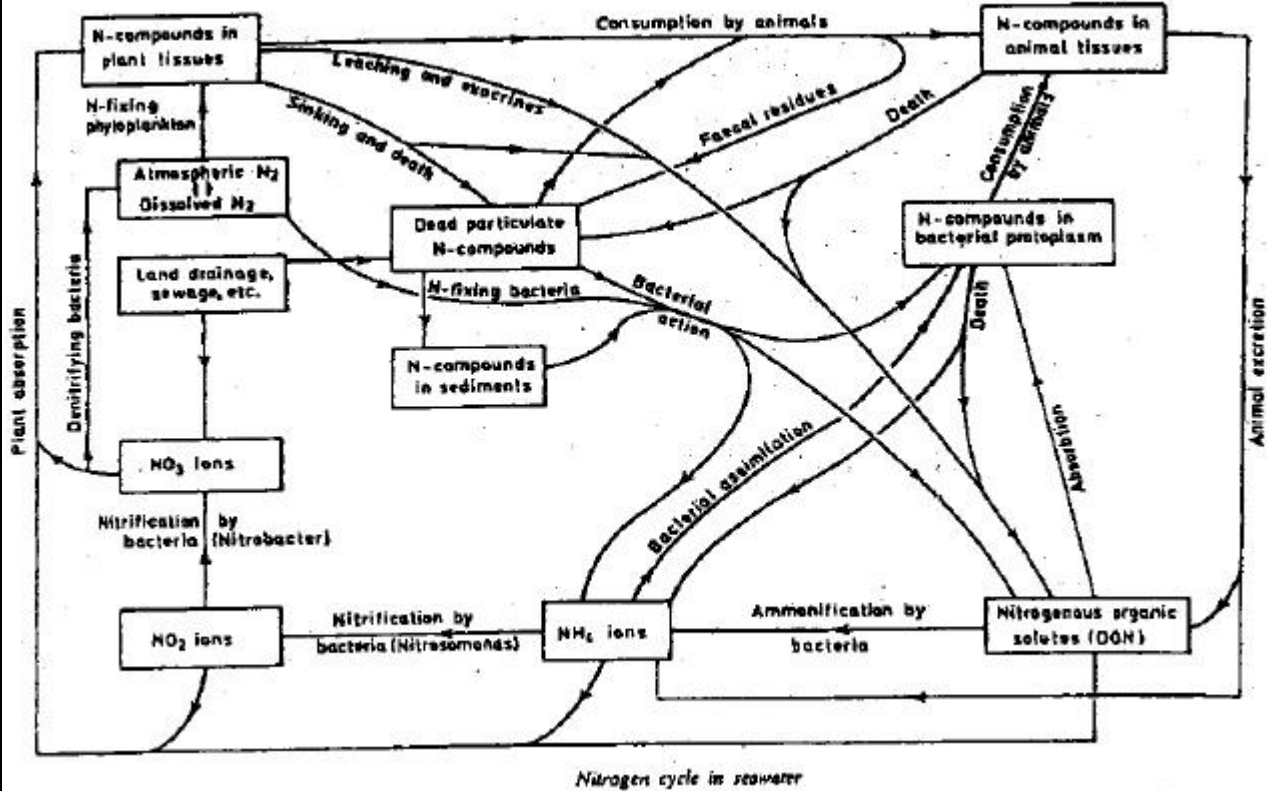 Consumption by animals
N-compounds in
plant tissues
N-compounds in
animal tissues
Leaching and exocrines
N-fixing
phytoplankton
Sinking and death
Faecal residues
Death
Consumption
by animals
Atmospheric N2
Dissolved N2
Dead particulate
N-compounds
N-compounds in
bacterial protoplasm
Land drainage,
sewage, etc.
N-fixing bacteria
Bacterial
action
Death
Denitrifying bacteria
Plant absorption
Animal excretion
N-compounds
in sediments
NO3 ions
Bacterial assimilation
Absorbtion
Nitrification by
bacteria (Nitrobacter)
NO2 ions
Nitrification by
bacteria (Nitrosomonds)
NH4 ions
Ammonification by
bacteria
Nitrogenous organic
solutes (DGN)
Nitrogen cycle in seawater